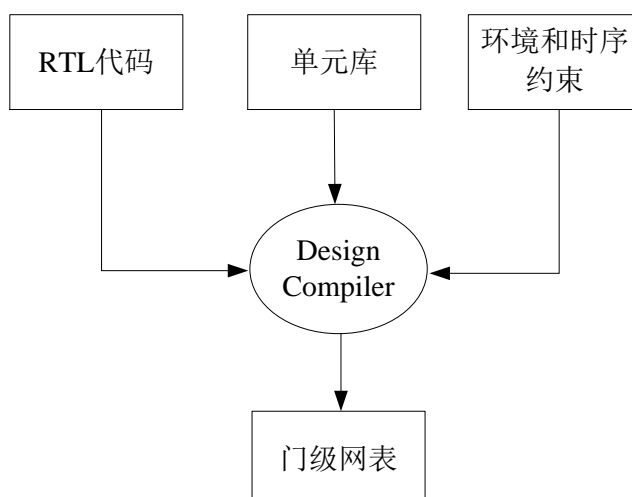 RTL代码
单元库
环境和时序
约束
Design
Compiler
门级网表